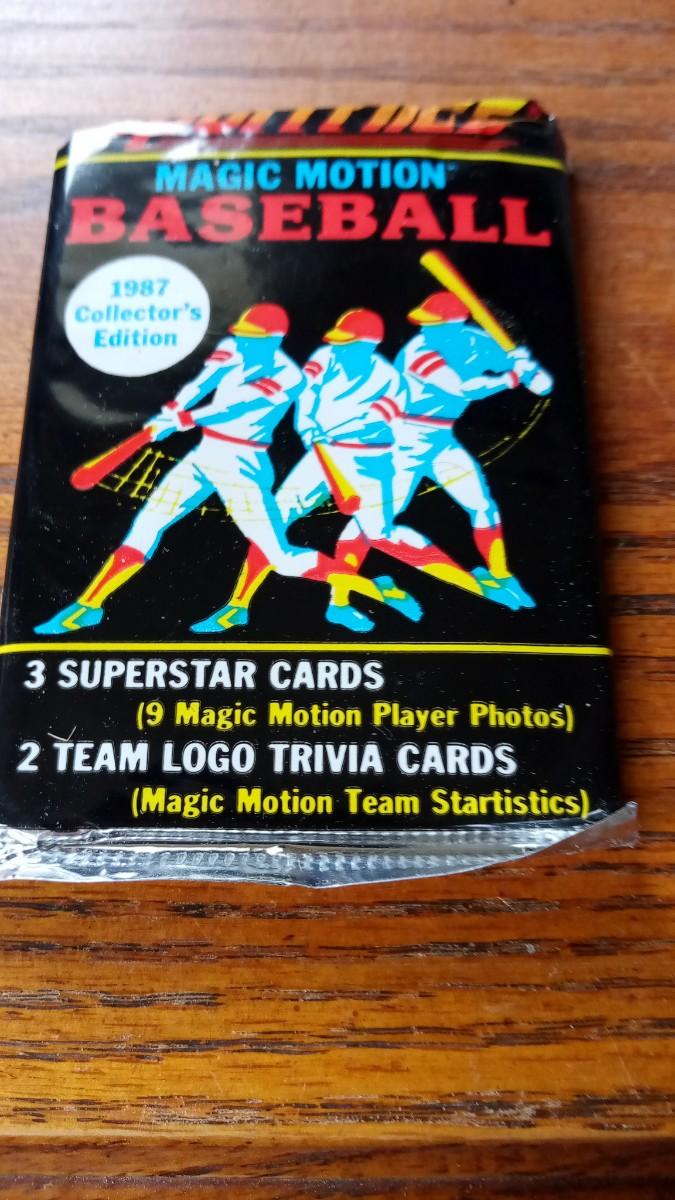 MAGIC MOTION
BASEBALL
1987
Collector's
Edition
3 SUPERSTAR CARDS
(9 Magic Motion Player Photos)
2 TEAM LOGO TRIVIA CARDS
(Magic Motion Team Startistics)